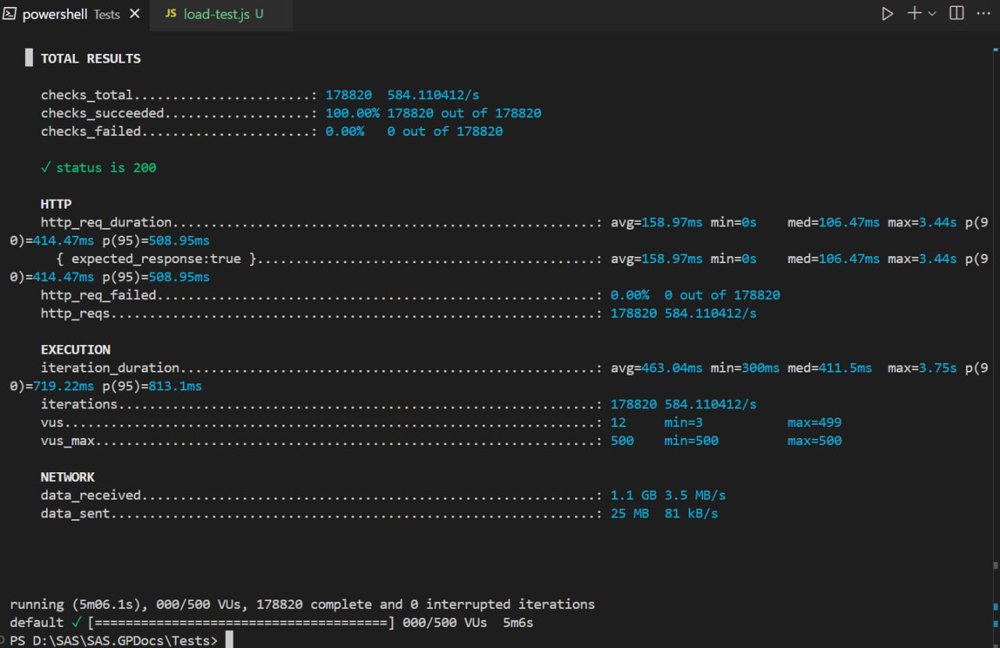 powershell Tests × JS load-test.js U
TOTAL RESULTS
checks_total.......................: 178820 584.110412/s
checks_succeeded...................: 100.00% 178820 out of 178820
checks_failed......................: 0.00% 0 out of 178820
✓ status is 200
HTTP
http_req_duration.......................................................: avg=158.97ms min=0s med=106.47ms max=3.44s p(9
0)=414.47ms p(95)=508.95ms
{ expected_response:true }............................................: avg=158.97ms min=0s med=106.47ms max=3.44s p(9
0)=414.47ms p(95)=508.95ms
http_req_failed.........................................................: 0.00% 0 out of 178820
http_reqs...............................................................: 178820 584.110412/s
EXECUTION
iteration_duration......................................................: avg=463.04ms min=300ms med=411.5ms max=3.75s p(9
0)=719.22ms p(95)=813.1ms
iterations..............................................................: 178820 584.110412/s
vus.....................................................................: 12 min=3 max=499
vus_max.................................................................: 500 min=500 max=500
NETWORK
data_received...........................................................: 1.1 GB 3.5 MB/s
data_sent...............................................................: 25 MB 81 kB/s
running (5m06.1s), 000/500 VUs, 178820 complete and 0 interrupted iterations
default ✓ [======================================] 000/500 VUs 5m6s
PS D:\SAS\SAS.GPDocs\Tests>